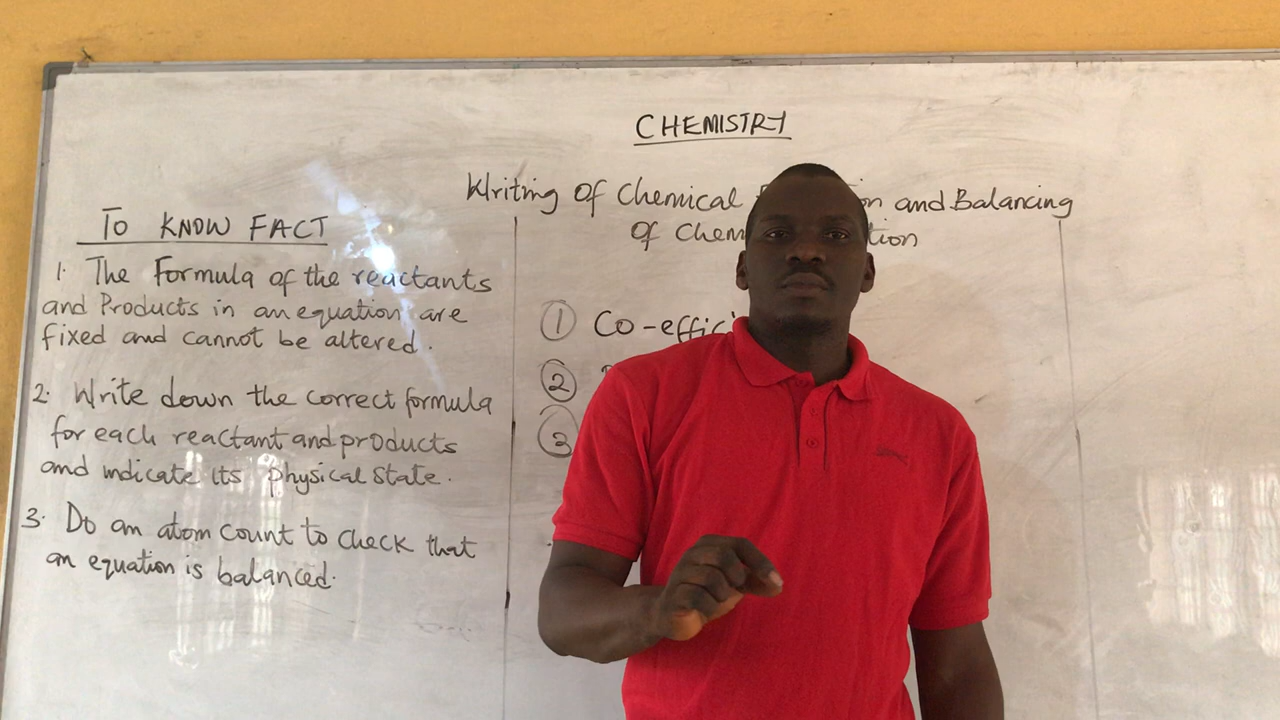 CHEMISTRY
Writing of Chemical on and Balancing
of Chem tion
TO KNOW FACT
1. The Formula of the reactants
and Products in an equation are
fixed and cannot be altered.
2. Write down the correct formula
for each reactant and products
and indicate its physical state.
3. Do an atom count to check that
an equation is balanced.
1 Co-effici
2
3